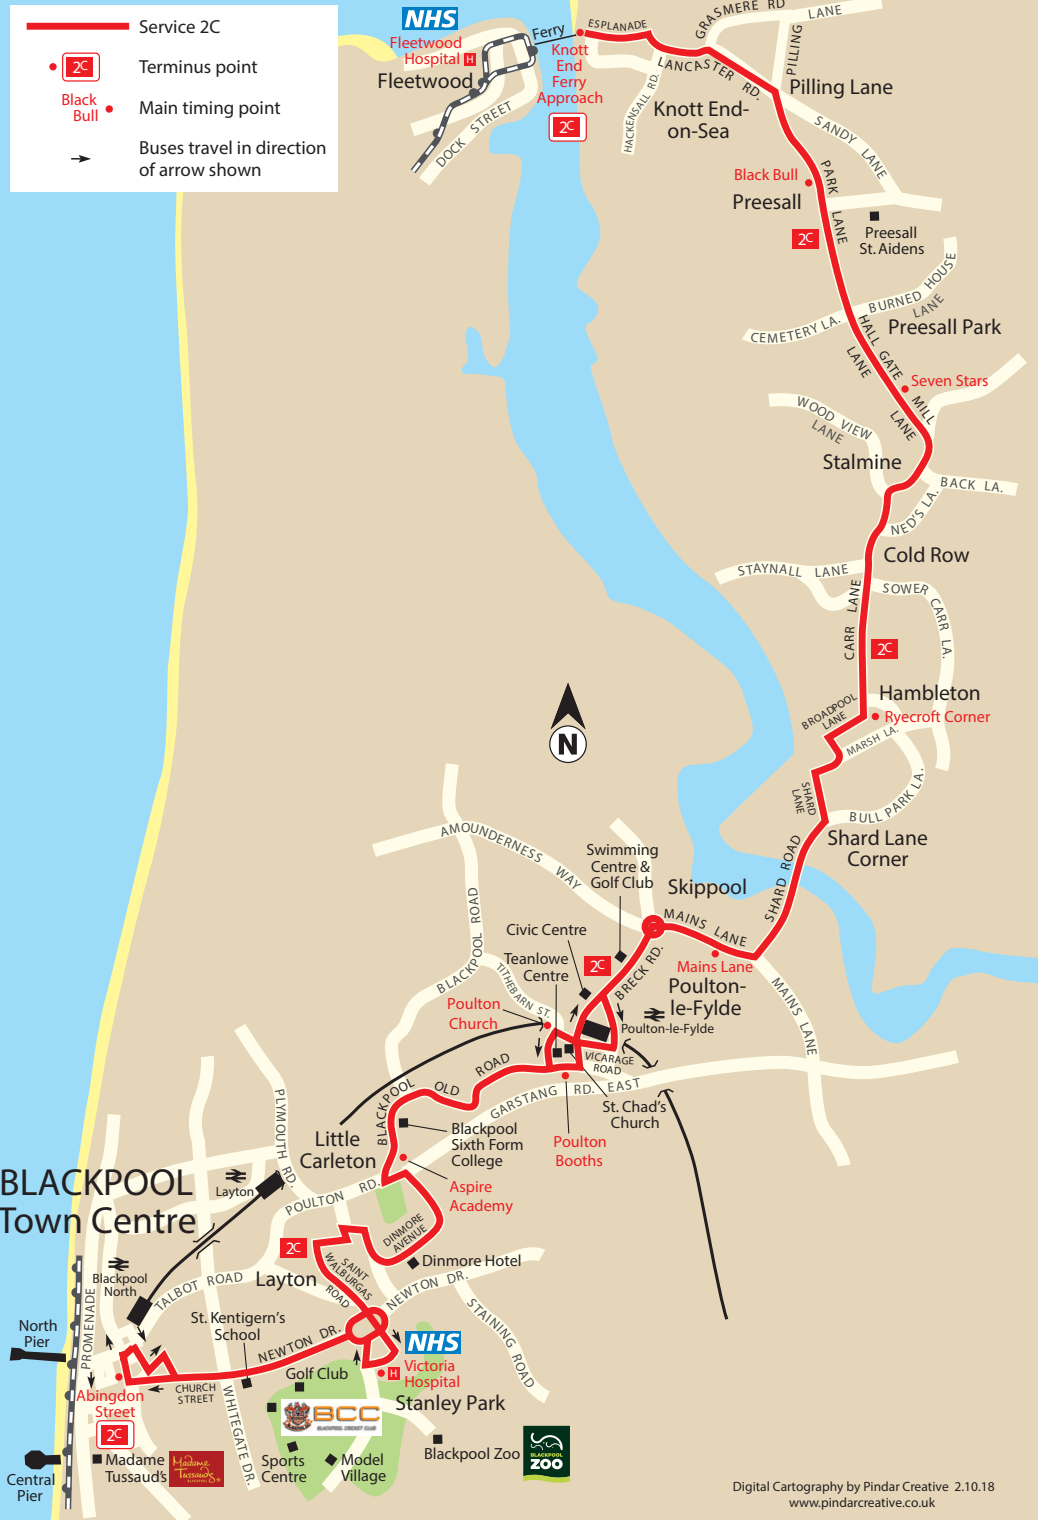 Service 2C
2C
Terminus point
Black
Bull
Main timing point
Buses travel in direction
of arrow shown
NHS
Fleetwood
Hospital H
Fleetwood
DOCK STREET
Ferry
Knott
End
Ferry
Approach
2C
ESPLANADE
GRASMERE RD
LANE
PILLING
LANCASTER RD.
HACKENSALL RD.
Knott End-
on-Sea
Pilling Lane
SANDY LANE
Black Bull
Preesall
PARK
LANE
2C
Preesall
St. Aidens
BURNED HOUSE
LANE
CEMETERY LA.
Preesall Park
HALL GATE
LANE
Seven Stars
MILL
LANE
WOOD VIEW
LANE
Stalmine
BACK LA.
NED'S LA.
Cold Row
STAYNALL LANE
SOWER CARR LA.
CARR LANE
2C
Hambleton
Ryecroft Corner
BROADPOOL
LANE
MARSH LA.
SHARD
LANE
BULL PARK LA.
Shard Lane
Corner
SHARD ROAD
N
AMOUNDERNESS WAY
Swimming
Centre &
Golf Club
Skippool
MAINS LANE
Mains Lane
MAINS LANE
Civic Centre
Teanlowe
Centre
2C
BRECK RD.
Poulton-
le-Fylde
Poulton-le-Fylde
BLACKPOOL ROAD
TITHEBARN ST.
Poulton
Church
VICARAGE
ROAD
BLACKPOOL OLD ROAD
GARSTANG RD. EAST
St. Chad's
Church
Poulton
Booths
Blackpool
Sixth Form
College
Little
Carleton
Aspire
Academy
PLYMOUTH RD.
Layton
POULTON RD.
DINMORE
AVENUE
Dinmore Hotel
BLACKPOOL
Town Centre
2C
Layton
SAINT
WALBURGAS
ROAD
NEWTON DR.
STAINING ROAD
Blackpool
North
TALBOT ROAD
St. Kentigern's
School
NEWTON DR.
NHS
H Victoria
Hospital
North
Pier
PROMENADE
Abingdon
Street
2C
CHURCH
STREET
WHITEGATE DR.
Golf Club
BCC
BLACKPOOL CRICKET CLUB
Stanley Park
Madame
Tussaud's
Madame
Tussauds
BLACKPOOL
Sports
Centre
Model
Village
Blackpool Zoo
BLACKPOOL
ZOO
Central
Pier
Digital Cartography by Pindar Creative 2.10.18
www.pindarcreative.co.uk